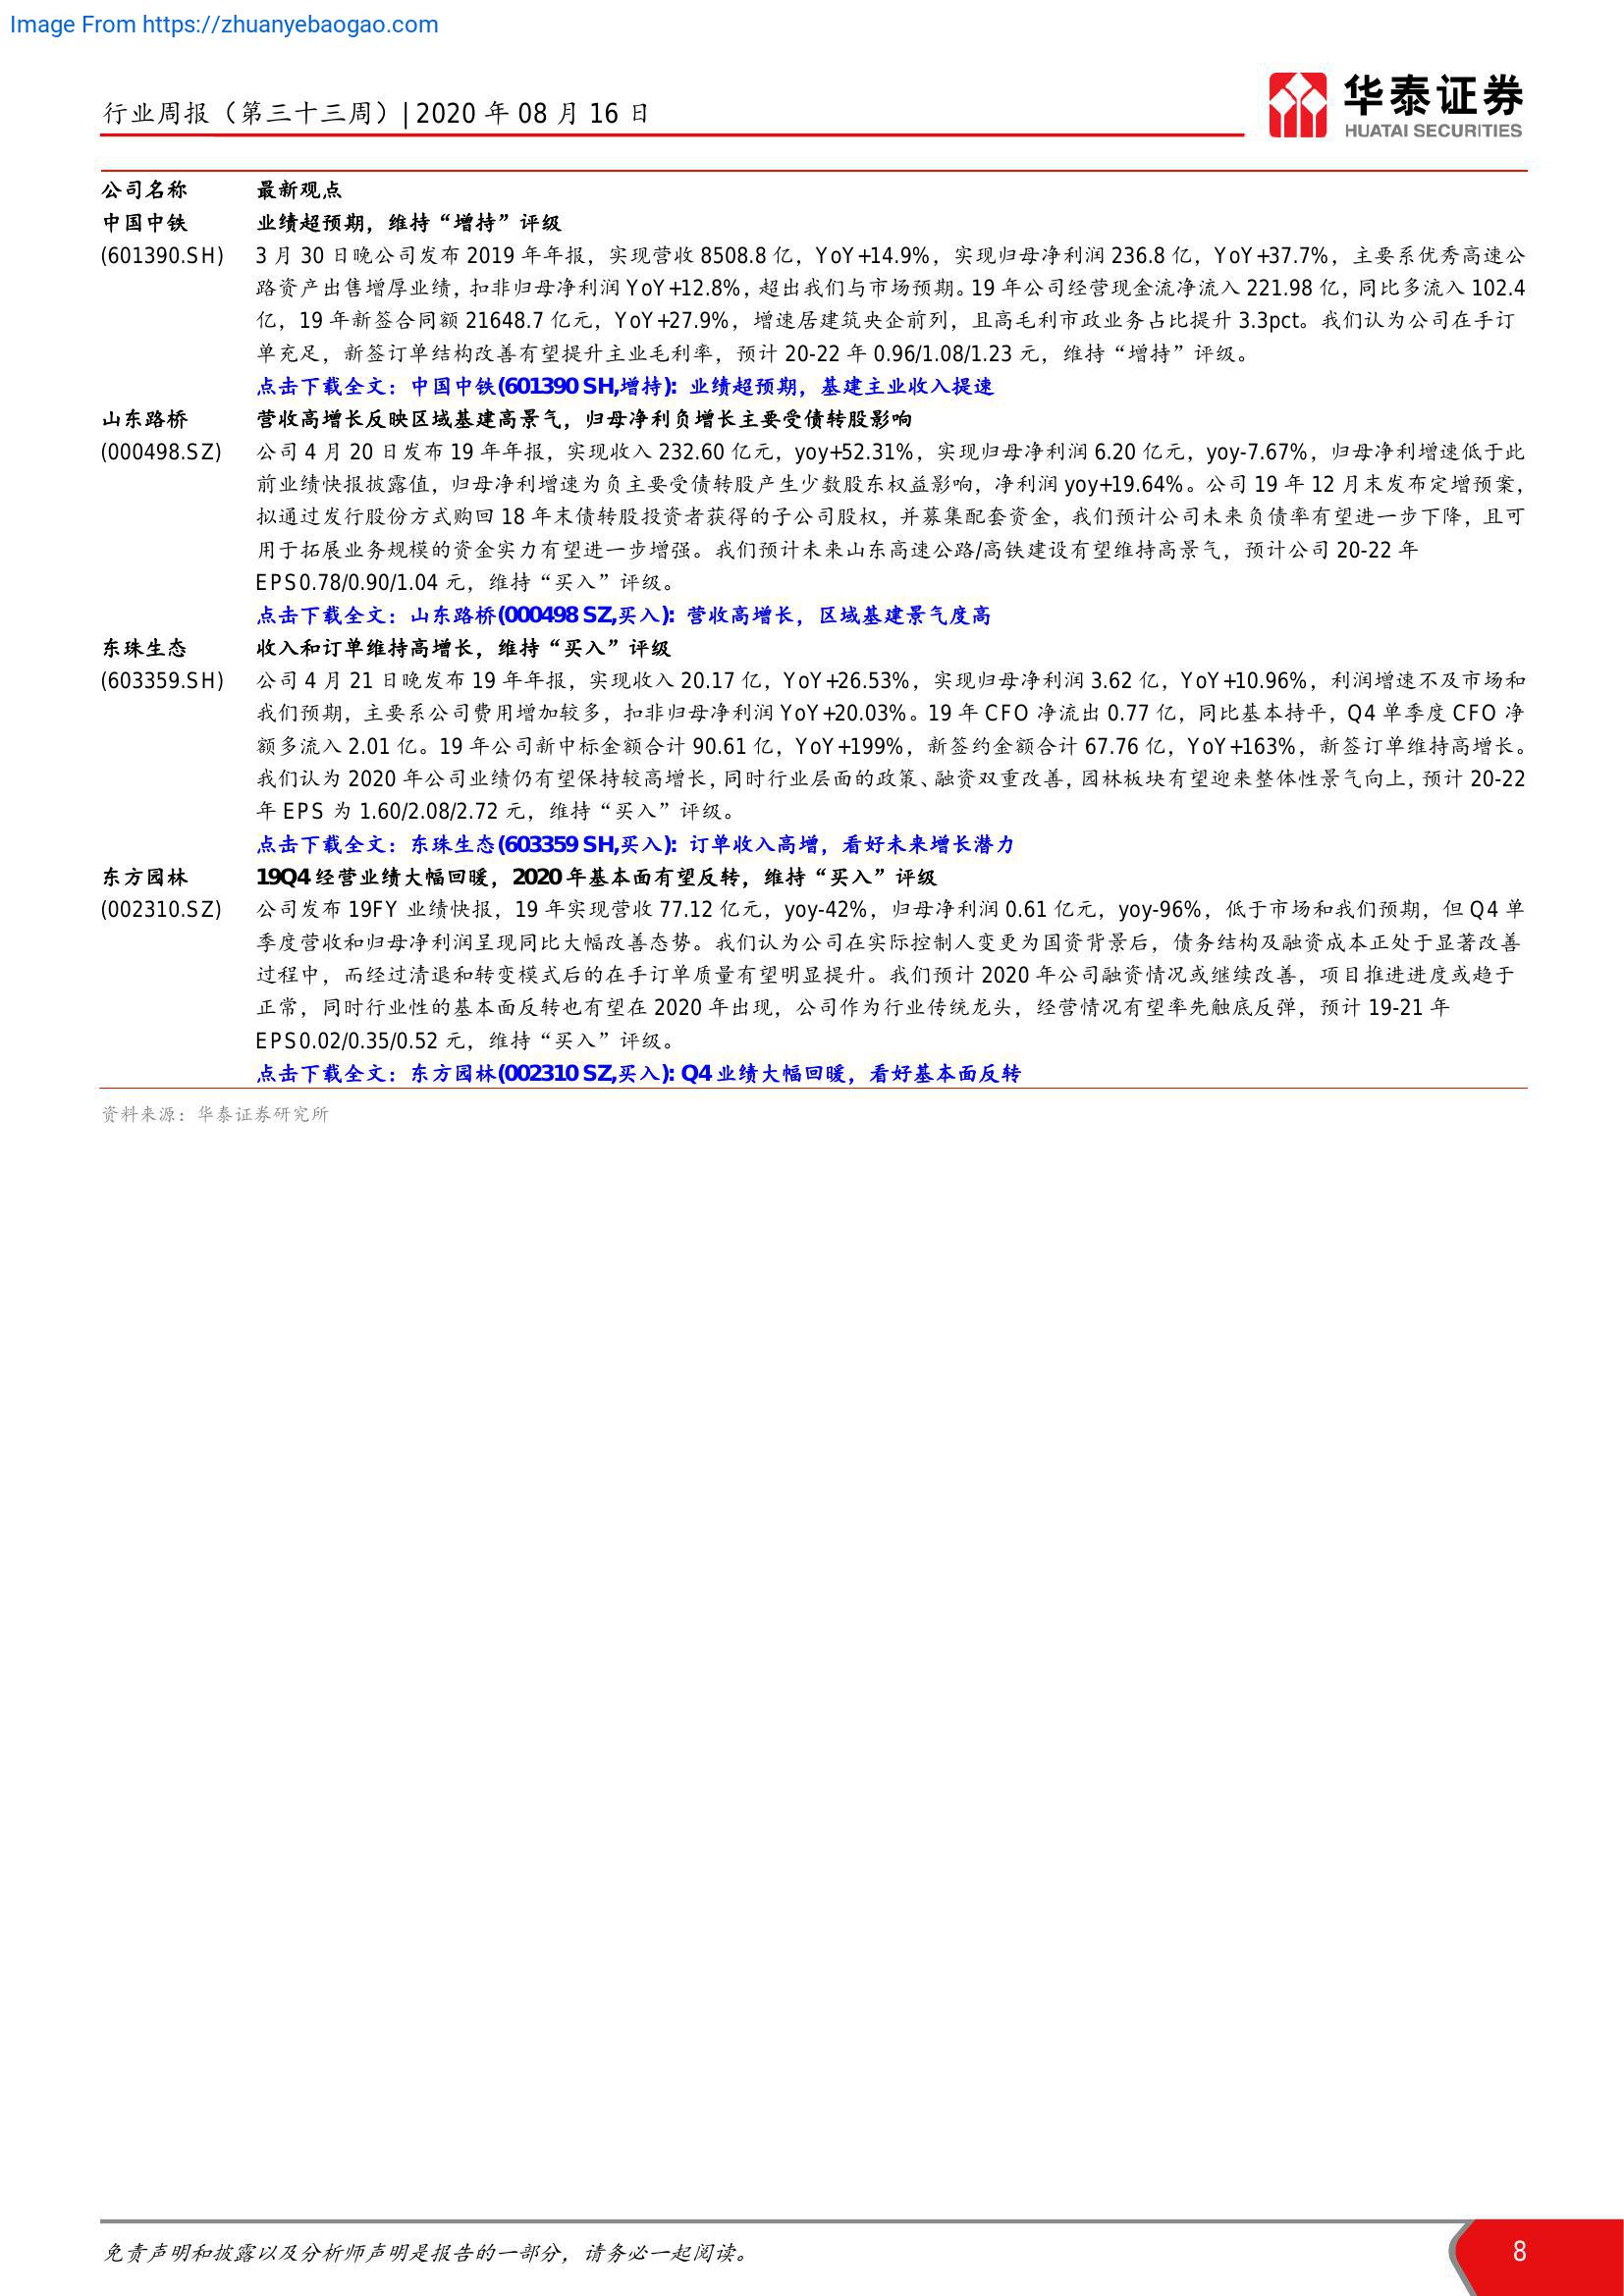 Image From https://zhuanyebaogao.com
行业周报（第三十三周）| 2020 年 08 月 16 日
华泰证券
HUATAI SECURITIES
公司名称 最新观点
中国中铁 业绩超预期，维持“增持”评级
(601390.SH) 3 月 30 日晚公司发布 2019 年年报，实现营收 8508.8 亿，YoY+14.9%，实现归母净利润 236.8 亿，YoY+37.7%，主要系优秀高速公
路资产出售增厚业绩，扣非归母净利润 YoY+12.8%，超出我们与市场预期。19 年公司经营现金流净流入 221.98 亿，同比多流入 102.4
亿，19 年新签合同额 21648.7 亿元，YoY+27.9%，增速居建筑央企前列，且高毛利市政业务占比提升 3.3pct。我们认为公司在手订
单充足，新签订单结构改善有望提升主业毛利率，预计 20-22 年 0.96/1.08/1.23 元，维持“增持”评级。
点击下载全文：中国中铁(601390 SH,增持): 业绩超预期，基建主业收入提速
山东路桥 营收高增长反映区域基建高景气，归母净利负增长主要受债转股影响
(000498.SZ) 公司 4 月 20 日发布 19 年年报，实现收入 232.60 亿元，yoy+52.31%，实现归母净利润 6.20 亿元，yoy-7.67%，归母净利增速低于此
前业绩快报披露值，归母净利增速为负主要受债转股产生少数股东权益影响，净利润 yoy+19.64%。公司 19 年 12 月末发布定增预案，
拟通过发行股份方式购回 18 年末债转股投资者获得的子公司股权，并募集配套资金，我们预计公司未来负债率有望进一步下降，且可
用于拓展业务规模的资金实力有望进一步增强。我们预计未来山东高速公路/高铁建设有望维持高景气，预计公司 20-22 年
EPS0.78/0.90/1.04 元，维持“买入”评级。
点击下载全文：山东路桥(000498 SZ,买入): 营收高增长，区域基建景气度高
东珠生态 收入和订单维持高增长，维持“买入”评级
(603359.SH) 公司 4 月 21 日晚发布 19 年年报，实现收入 20.17 亿，YoY+26.53%，实现归母净利润 3.62 亿，YoY+10.96%，利润增速不及市场和
我们预期，主要系公司费用增加较多，扣非归母净利润 YoY+20.03%。19 年 CFO 净流出 0.77 亿，同比基本持平，Q4 单季度 CFO 净
额多流入 2.01 亿。19 年公司新中标金额合计 90.61 亿，YoY+199%，新签约金额合计 67.76 亿，YoY+163%，新签订单维持高增长。
我们认为 2020 年公司业绩仍有望保持较高增长，同时行业层面的政策、融资双重改善，园林板块有望迎来整体性景气向上，预计 20-22
年 EPS 为 1.60/2.08/2.72 元，维持“买入”评级。
点击下载全文：东珠生态(603359 SH,买入): 订单收入高增，看好未来增长潜力
东方园林 19Q4 经营业绩大幅回暖，2020 年基本面有望反转，维持“买入”评级
(002310.SZ) 公司发布 19FY 业绩快报，19 年实现营收 77.12 亿元，yoy-42%，归母净利润 0.61 亿元，yoy-96%，低于市场和我们预期，但 Q4 单
季度营收和归母净利润呈现同比大幅改善态势。我们认为公司在实际控制人变更为国资背景后，债务结构及融资成本正处于显著改善
过程中，而经过清退和转变模式后的在手订单质量有望明显提升。我们预计 2020 年公司融资情况或继续改善，项目推进进度或趋于
正常，同时行业性的基本面反转也有望在 2020 年出现，公司作为行业传统龙头，经营情况有望率先触底反弹，预计 19-21 年
EPS0.02/0.35/0.52 元，维持“买入”评级。
点击下载全文：东方园林(002310 SZ,买入): Q4 业绩大幅回暖，看好基本面反转
资料来源：华泰证券研究所
免责声明和披露以及分析师声明是报告的一部分，请务必一起阅读。
8